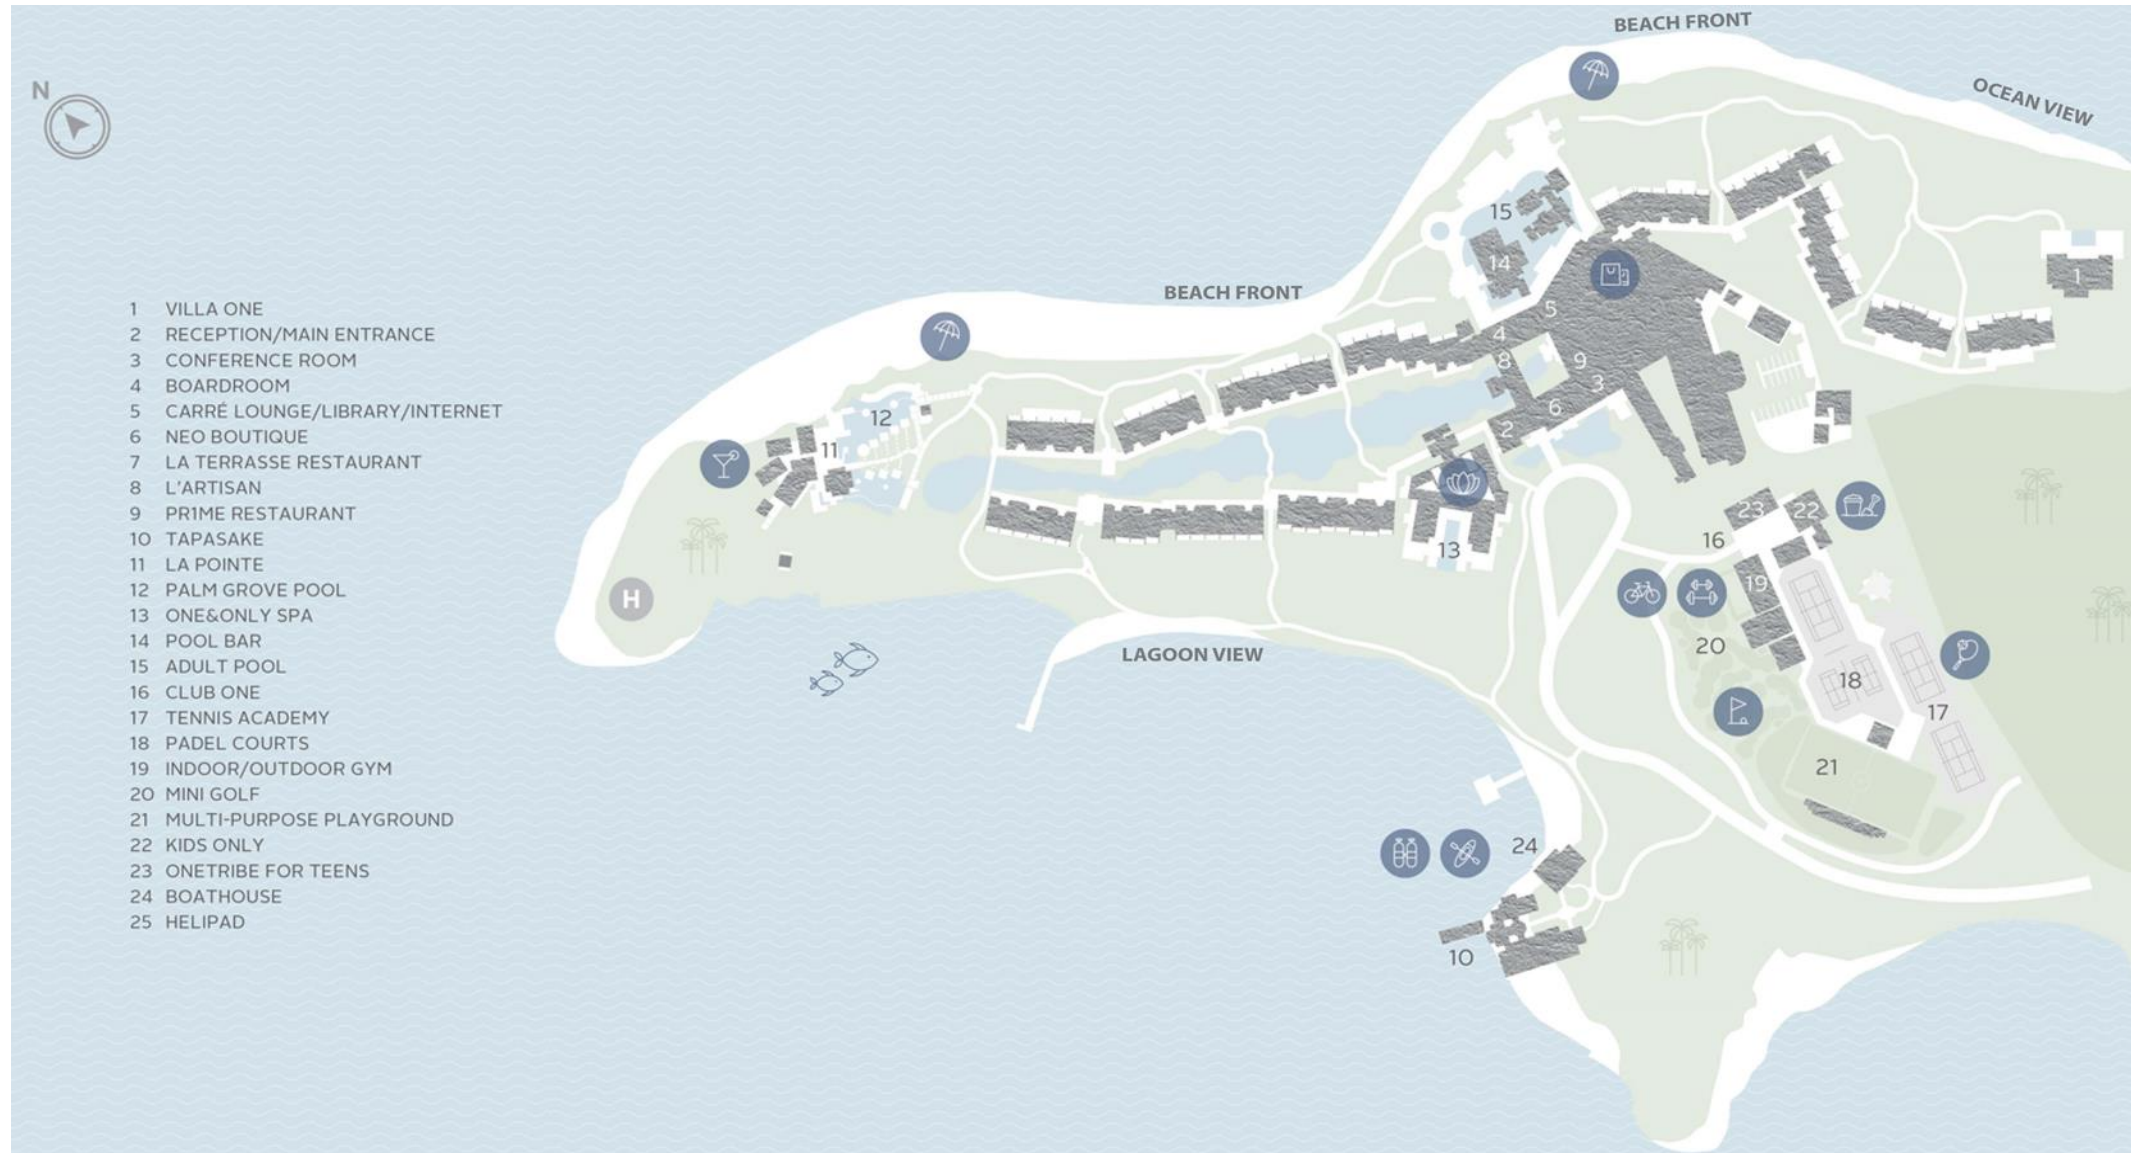 BEACH FRONT
OCEAN VIEW
N
BEACH FRONT
1 VILLA ONE
2 RECEPTION/MAIN ENTRANCE
3 CONFERENCE ROOM
4 BOARDROOM
5 CARRÉ LOUNGE/LIBRARY/INTERNET
6 NEO BOUTIQUE
7 LA TERRASSE RESTAURANT
8 L'ARTISAN
9 PR1ME RESTAURANT
10 TAPASAKE
11 LA POINTE
12 PALM GROVE POOL
13 ONE&ONLY SPA
14 POOL BAR
15 ADULT POOL
16 CLUB ONE
17 TENNIS ACADEMY
18 PADEL COURTS
19 INDOOR/OUTDOOR GYM
20 MINI GOLF
21 MULTI-PURPOSE PLAYGROUND
22 KIDS ONLY
23 ONETRIBE FOR TEENS
24 BOATHOUSE
25 HELIPAD
15
14
1
5
4
8
9
3
6
2
12
11
13
H
LAGOON VIEW
23
22
16
19
20
18
17
21
24
10